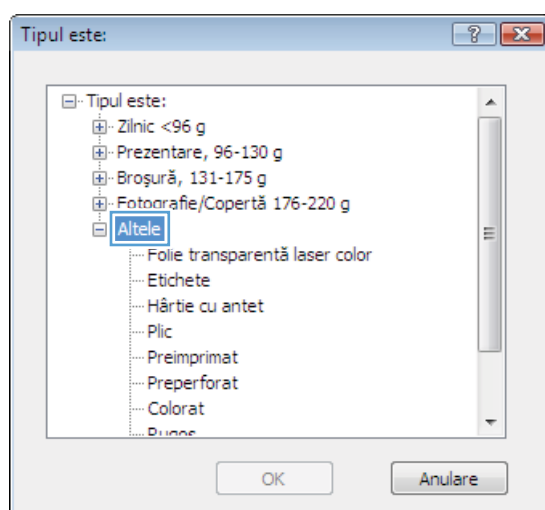 Tipul este:
Tipul este:
Zilnic <96 g
Prezentare, 96-130 g
Broşură, 131-175 g
Fotografie/Copertă 176-220 g
Altele
Folie transparentă laser color
Etichete
Hârtie cu antet
Plic
Preimprimat
Preperforat
Colorat
Rugos
OK Anulare